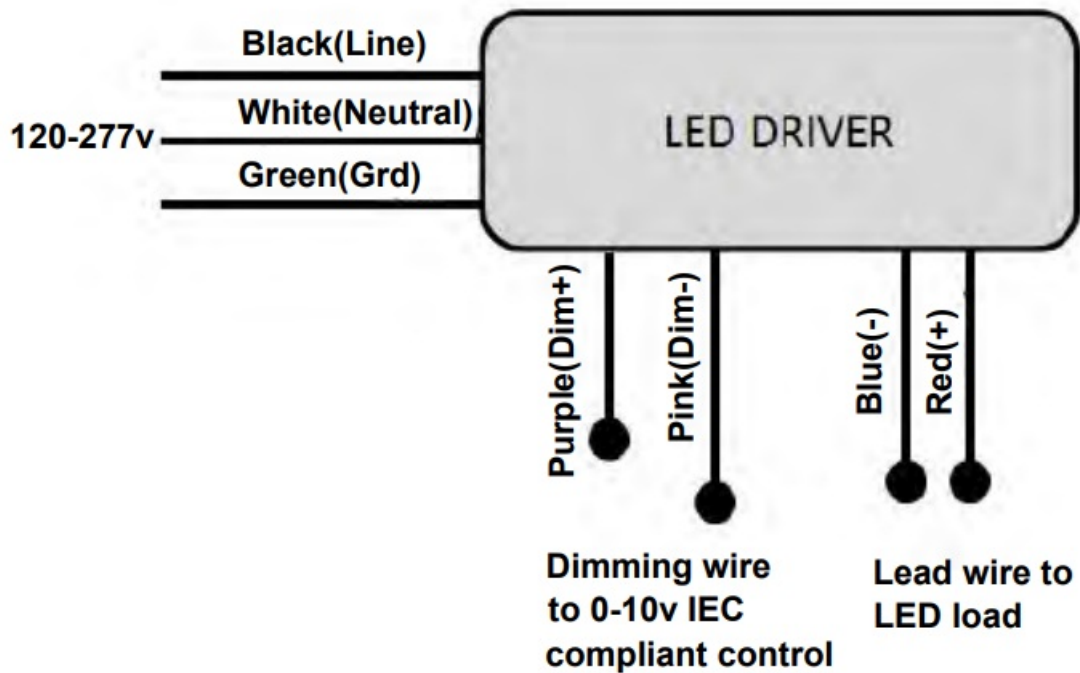 Black(Line)
White(Neutral)
120-277v
Green(Grd)
LED DRIVER
Purple(Dim+)
Pink(Dim-)
Blue(-)
Red(+)
Dimming wire
to 0-10v IEC
compliant control
Lead wire to
LED load